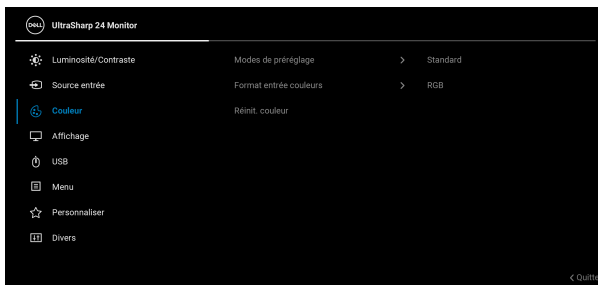 DELL UltraSharp 24 Monitor
Luminosité/Contraste Modes de préréglage > Standard
Source entrée Format entrée couleurs > RGB
Couleur Réinit. couleur
Affichage
USB
Menu
Personnaliser
Divers
< Quitte